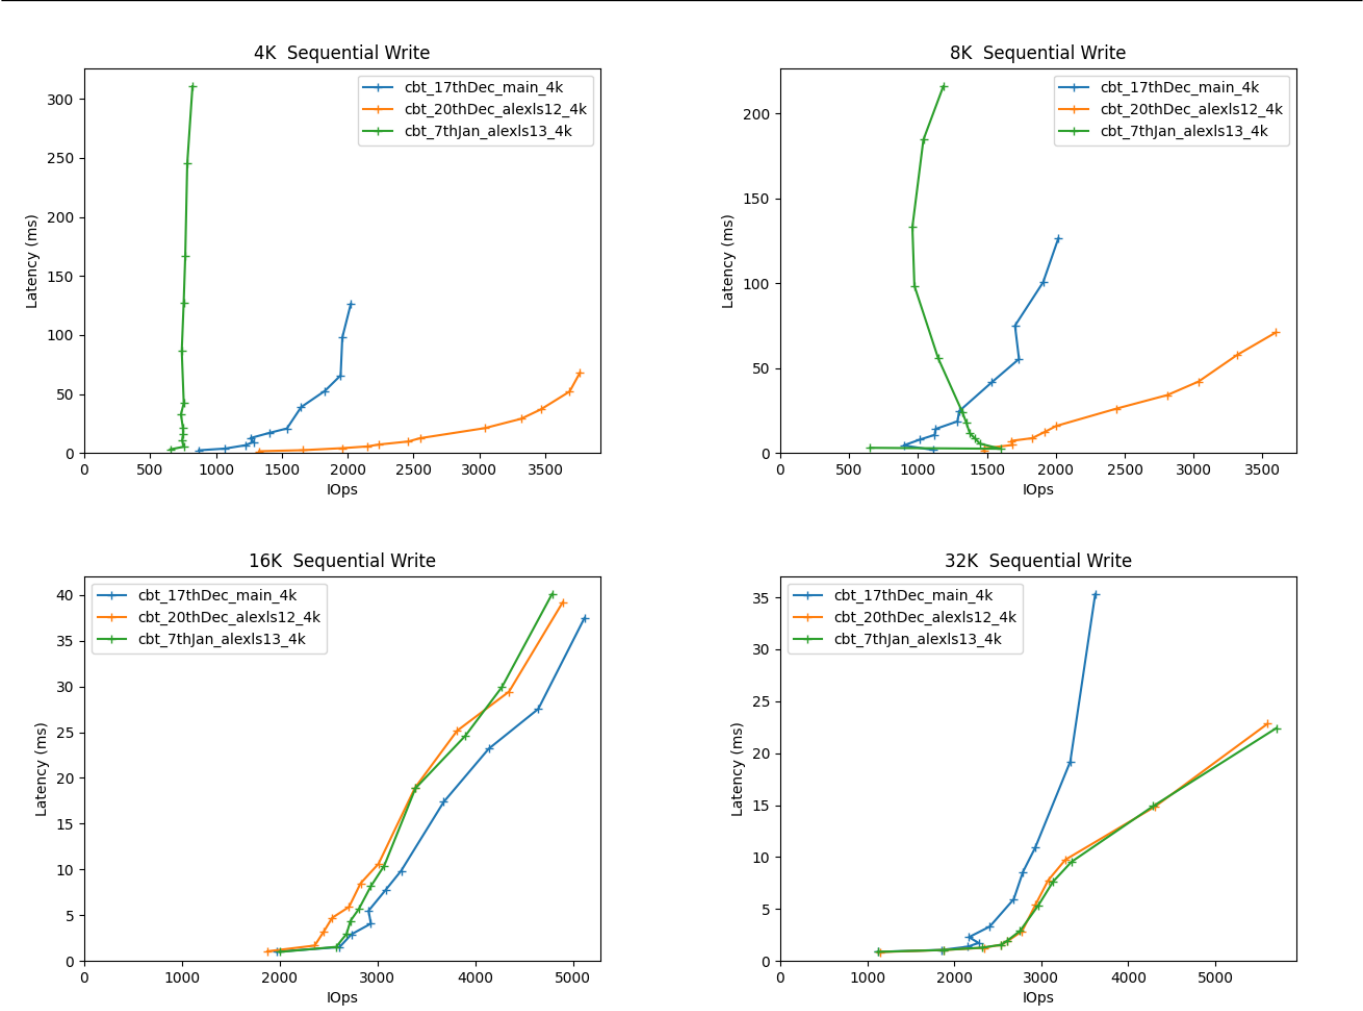 4K  Sequential Write
cbt_17thDec_main_4k
cbt_20thDec_alexls12_4k
cbt_7thJan_alexls13_4k
Latency (ms)
300
250
200
150
100
50
0
0 500 1000 1500 2000 2500 3000 3500
IOps
8K  Sequential Write
cbt_17thDec_main_4k
cbt_20thDec_alexls12_4k
cbt_7thJan_alexls13_4k
Latency (ms)
200
150
100
50
0
0 500 1000 1500 2000 2500 3000 3500
IOps
16K  Sequential Write
cbt_17thDec_main_4k
cbt_20thDec_alexls12_4k
cbt_7thJan_alexls13_4k
Latency (ms)
40
35
30
25
20
15
10
5
0
0 1000 2000 3000 4000 5000
IOps
32K  Sequential Write
cbt_17thDec_main_4k
cbt_20thDec_alexls12_4k
cbt_7thJan_alexls13_4k
Latency (ms)
35
30
25
20
15
10
5
0
0 1000 2000 3000 4000 5000
IOps